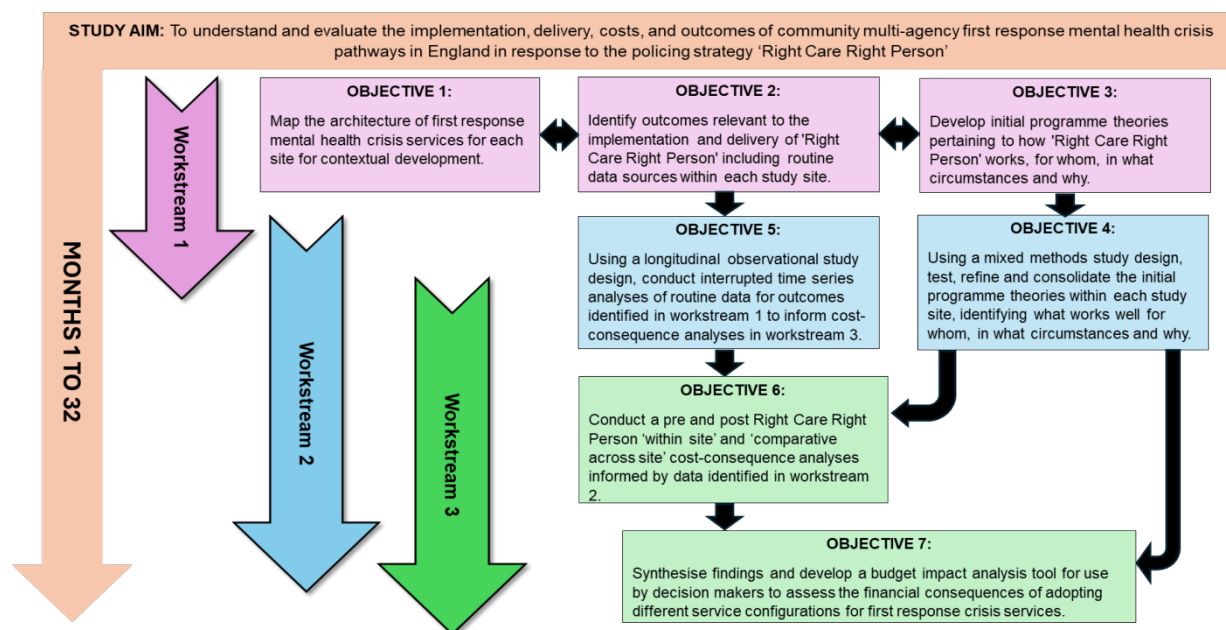 STUDY AIM: To understand and evaluate the implementation, delivery, costs, and outcomes of community multi-agency first response mental health crisis
pathways in England in response to the policing strategy ‘Right Care Right Person’
MONTHS 1 TO 32
Workstream 1
Workstream 2
Workstream 3
OBJECTIVE 1:
Map the architecture of first response
mental health crisis services for each
site for contextual development.
OBJECTIVE 2:
Identify outcomes relevant to the
implementation and delivery of 'Right
Care Right Person' including routine
data sources within each study site.
OBJECTIVE 3:
Develop initial programme theories
pertaining to how 'Right Care Right
Person' works, for whom, in what
circumstances and why.
OBJECTIVE 5:
Using a longitudinal observational study
design, conduct interrupted time series
analyses of routine data for outcomes
identified in workstream 1 to inform cost-
consequence analyses in workstream 3.
OBJECTIVE 4:
Using a mixed methods study design,
test, refine and consolidate the initial
programme theories within each study
site, identifying what works well for
whom, in what circumstances and why.
OBJECTIVE 6:
Conduct a pre and post Right Care Right
Person ‘within site’ and ‘comparative
across site’ cost-consequence analyses
informed by data identified in workstream
2.
OBJECTIVE 7:
Synthesise findings and develop a budget impact analysis tool for use
by decision makers to assess the financial consequences of adopting
different service configurations for first response crisis services.